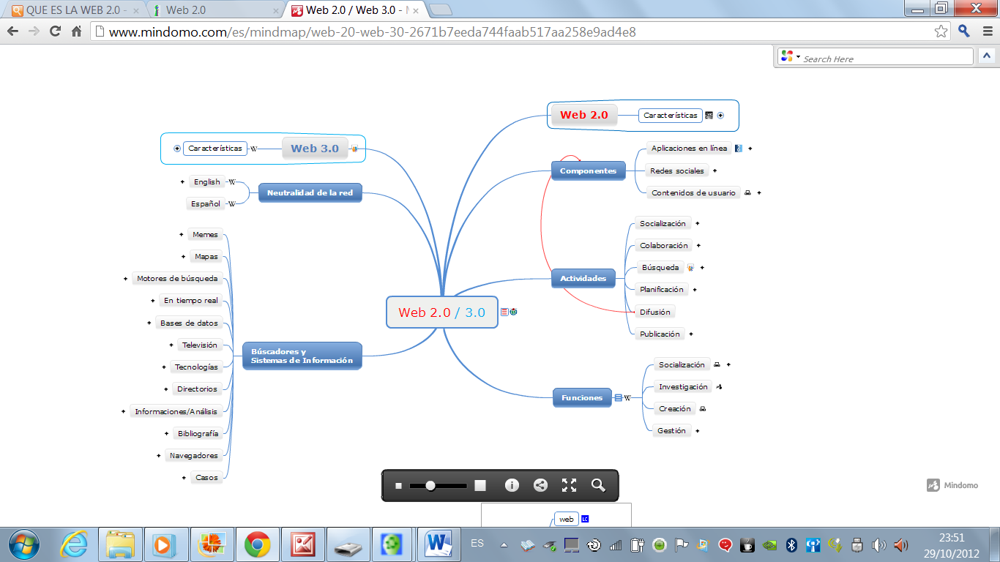 QUE ES LA WEB 2.0 -
Web 2.0
Web 2.0 / Web 3.0 -
www.mindomo.com/es/mindmap/web-20-web-30-2671b7eeda744faab517aa258e9ad4e8
Search Here
Web 2.0
Características
Características
W
Web 3.0
Componentes
Aplicaciones en línea
Redes sociales
Contenidos de usuario
English
W
Español
W
Neutralidad de la red
Actividades
Socialización
Colaboración
Búsqueda
Planificación
Difusión
Publicación
Web 2.0 / 3.0
Memes
Mapas
Motores de búsqueda
En tiempo real
Bases de datos
Televisión
Tecnologías
Directorios
Informaciones/Análisis
Bibliografía
Navegadores
Casos
Búscadores y
Sistemas de Información
Funciones
W
Socialización
Investigación
Creación
Gestión
Mindomo
web
LC
ES
23:51
29/10/2012